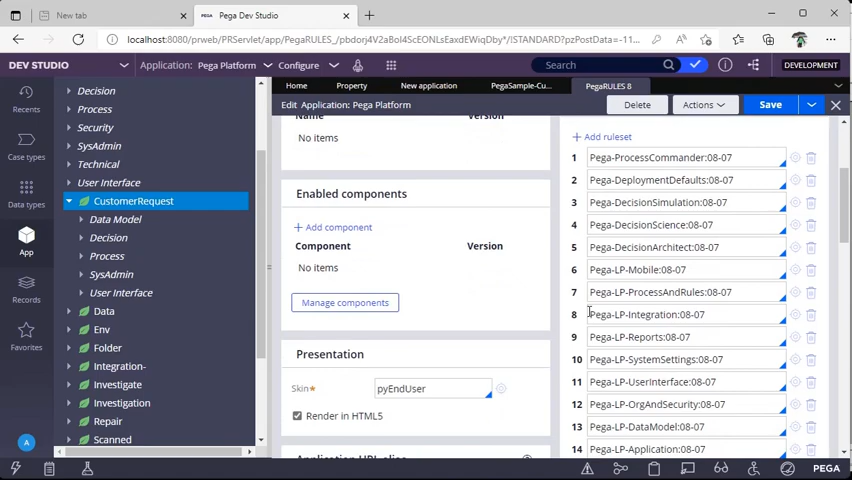 New tab
Pega Dev Studio
localhost:8080/prweb/PRServlet/app/PegaRULES_/pbdorj4vW2aBoI4ScEONLsEaxdEWiqDby*/!STANDARD?pzPostData=-11...
DEV STUDIO
Application: Pega Platform
Configure
Search
DEVELOPMENT
Recents
Case types
Data types
App
Records
Favorites
A
Decision
Process
Security
SysAdmin
Technical
User Interface
CustomerRequest
Data Model
Decision
Process
SysAdmin
User Interface
Data
Env
Folder
Integration-
Investigate
Investigation
Repair
Scanned
Home
Property
New application
PegaSample-Cu...
PegaRULES 8
Edit Application: Pega Platform
Delete
Actions
Save
Name
Version
No items
Enabled components
Add component
Component
Version
No items
Manage components
Presentation
Skin*
pyEndUser
Render in HTML5
Application URL alias
Add ruleset
1 Pega-ProcessCommander:08-07
2 Pega-DeploymentDefaults:08-07
3 Pega-DecisionSimulation:08-07
4 Pega-DecisionScience:08-07
5 Pega-DecisionArchitect:08-07
6 Pega-LP-Mobile:08-07
7 Pega-LP-ProcessAndRules:08-07
8 Pega-LP-Integration:08-07
9 Pega-LP-Reports:08-07
10 Pega-LP-SystemSettings:08-07
11 Pega-LP-UserInterface:08-07
12 Pega-LP-OrgAndSecurity:08-07
13 Pega-LP-DataModel:08-07
14 Pega-LP-Application:08-07
PEGA